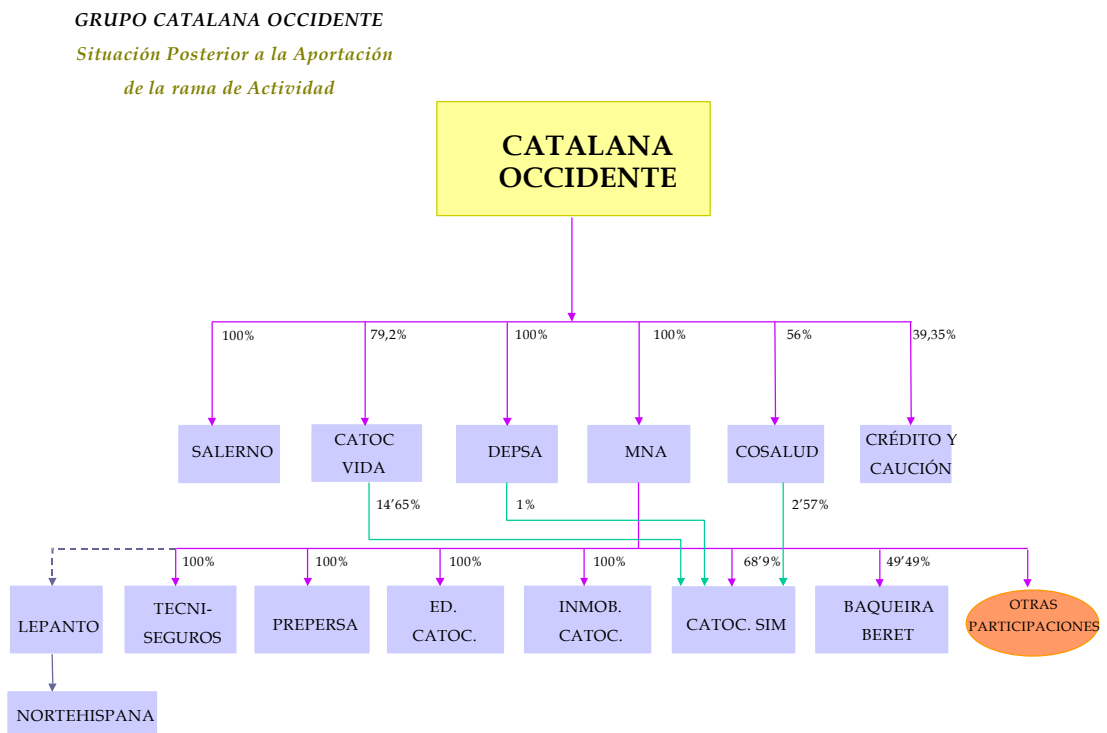 GRUPO CATALANA OCCIDENTE
Situación Posterior a la Aportación
de la rama de Actividad
CATALANA
OCCIDENTE
100%
79,2%
100%
100%
56%
39,35%
SALERNO
CATOC
VIDA
DEPSA
MNA
COSALUD
CRÉDITO Y
CAUCIÓN
14’65%
1%
2’57%
100%
100%
100%
100%
68’9%
49’49%
LEPANTO
TECNI-
SEGUROS
PREPERSA
ED.
CATOC.
INMOB.
CATOC.
CATOC. SIM
BAQUEIRA
BERET
OTRAS
PARTICIPACIONES
NORTEHISPANA